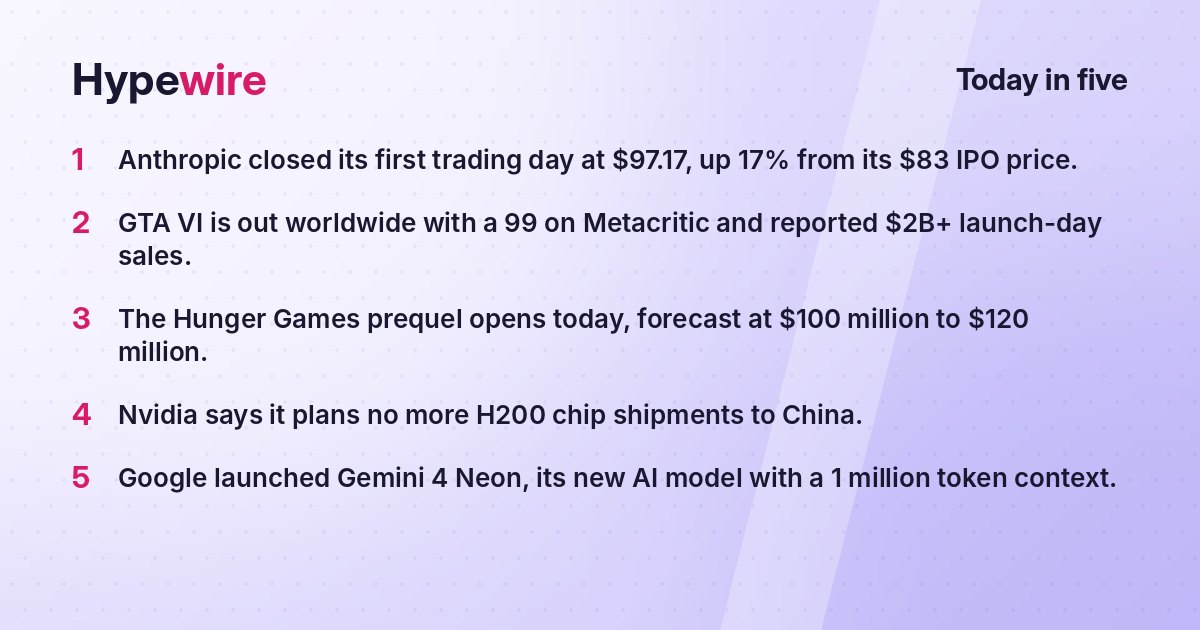 Hypewire
Today in five
1 Anthropic closed its first trading day at $97.17, up 17% from its $83 IPO price.
2 GTA VI is out worldwide with a 99 on Metacritic and reported $2B+ launch-day
sales.
3 The Hunger Games prequel opens today, forecast at $100 million to $120
million.
4 Nvidia says it plans no more H200 chip shipments to China.
5 Google launched Gemini 4 Neon, its new AI model with a 1 million token context.